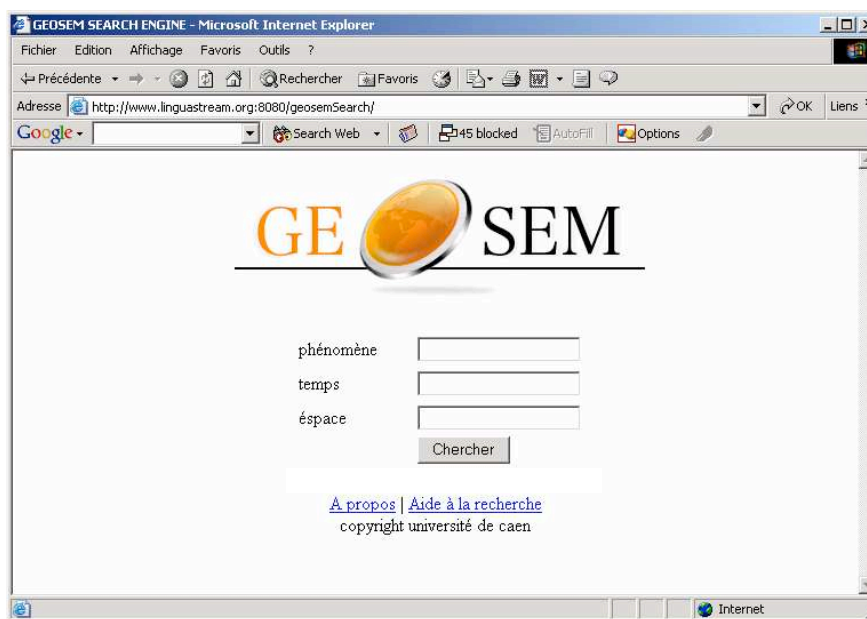 GEOSEM SEARCH ENGINE - Microsoft Internet Explorer
Fichier Edition Affichage Favoris Outils ?
Précédente Rechercher Favoris
Adresse http://www.linguastream.org:8080/geosemSearch/ OK Liens
Google Search Web 45 blocked AutoFill Options
GE SEM
phénomène
temps
éspace
Chercher
A propos | Aide à la recherche
copyright université de caen
Internet